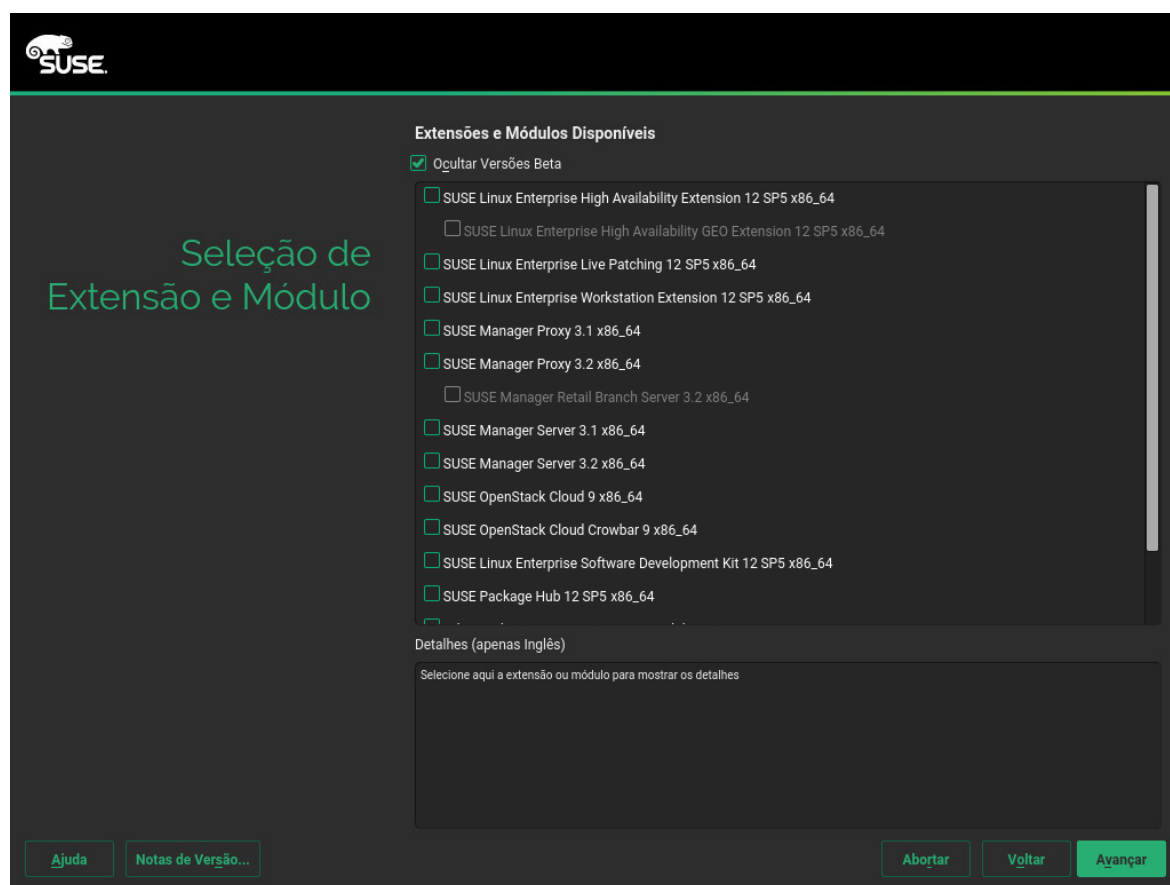 SUSE.
Extensões e Módulos Disponíveis
Ocultar Versões Beta
SUSE Linux Enterprise High Availability Extension 12 SP5 x86_64
SUSE Linux Enterprise High Availability GEO Extension 12 SP5 x86_64
SUSE Linux Enterprise Live Patching 12 SP5 x86_64
SUSE Linux Enterprise Workstation Extension 12 SP5 x86_64
SUSE Manager Proxy 3.1 x86_64
SUSE Manager Proxy 3.2 x86_64
SUSE Manager Retail Branch Server 3.2 x86_64
SUSE Manager Server 3.1 x86_64
SUSE Manager Server 3.2 x86_64
SUSE OpenStack Cloud 9 x86_64
SUSE OpenStack Cloud Crowbar 9 x86_64
SUSE Linux Enterprise Software Development Kit 12 SP5 x86_64
SUSE Package Hub 12 SP5 x86_64
Seleção de
Extensão e Módulo
Detalhes (apenas Inglês)
Selecione aqui a extensão ou módulo para mostrar os detalhes
Ajuda
Notas de Versão...
Abortar
Voltar
Avançar